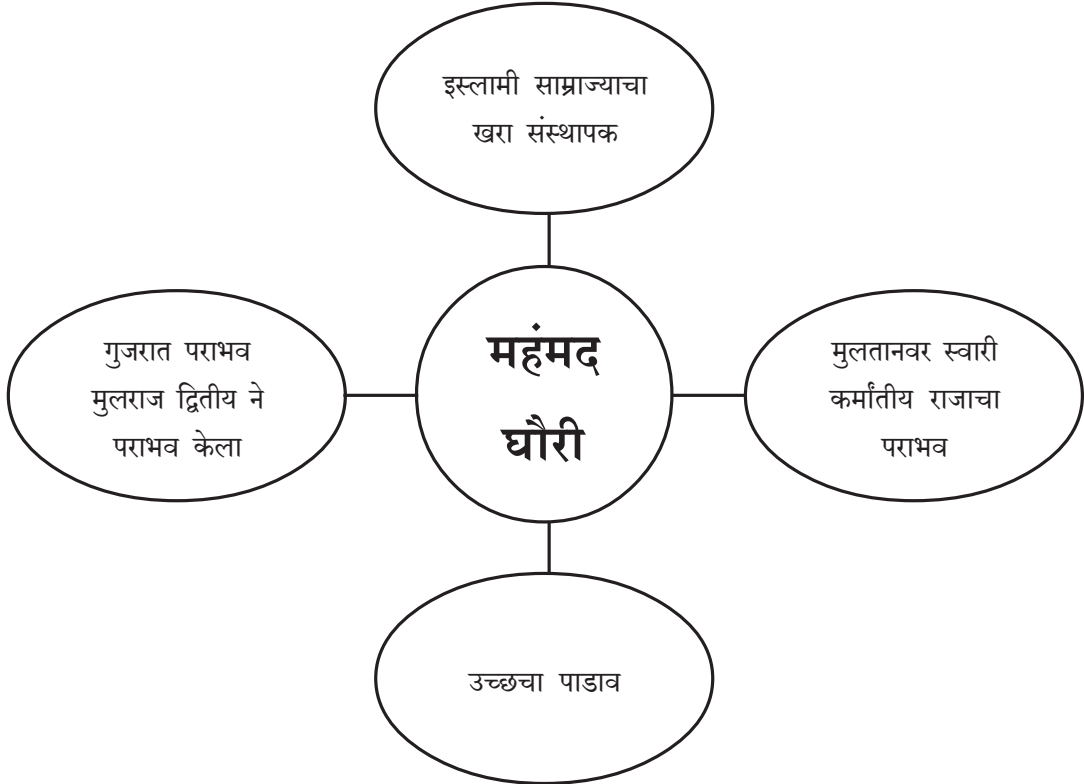 इस्लामी साम्राज्याचा
खरा संस्थापक
गुजरात पराभव
मुलराज द्वितीय ने
पराभव केला
महंमद
घौरी
मुलतानवर स्वारी
कर्मांतीय राजाचा
पराभव
उच्छचा पाडाव